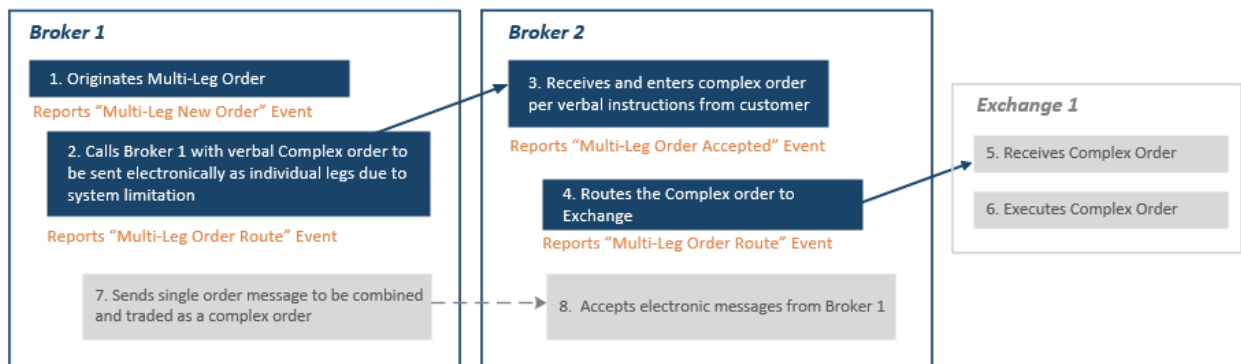 Broker 1
1. Originates Multi-Leg Order
Reports “Multi-Leg New Order” Event
2. Calls Broker 1 with verbal Complex order to
be sent electronically as individual legs due to
system limitation
Reports “Multi-Leg Order Route” Event
7. Sends single order message to be combined
and traded as a complex order
Broker 2
3. Receives and enters complex order
per verbal instructions from customer
Reports “Multi-Leg Order Accepted” Event
4. Routes the Complex order to
Exchange
Reports “Multi-Leg Order Route” Event
8. Accepts electronic messages from Broker 1
Exchange 1
5. Receives Complex Order
6. Executes Complex Order